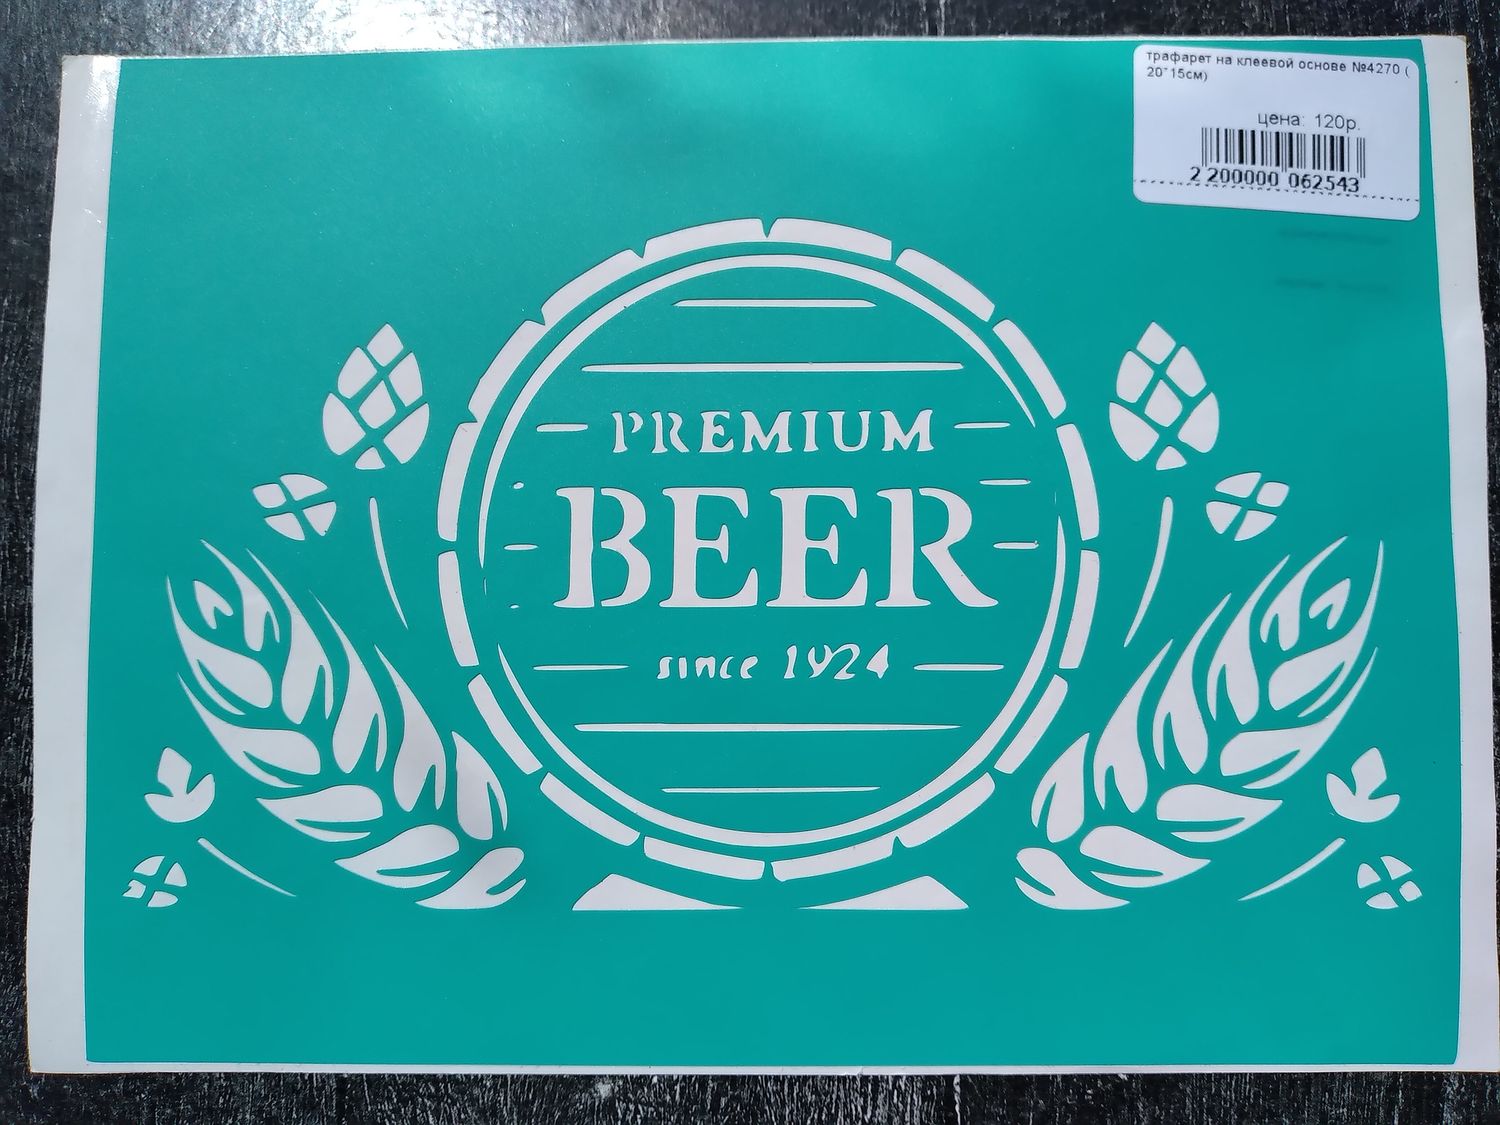 трафарет на клеевой основе №4270 (
20*15см)
цена: 120р.
2 200000 062543
PREMIUM
BEER
since 1924